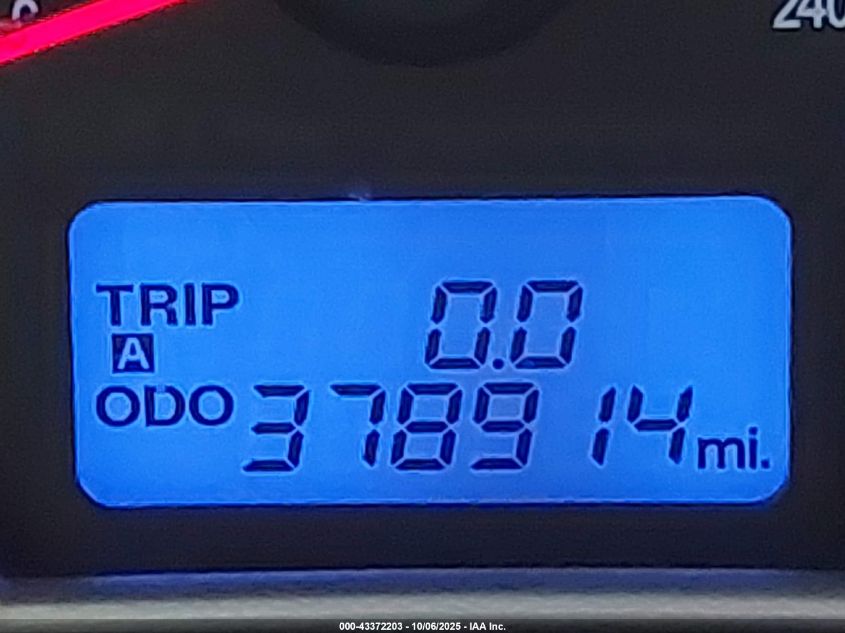 240
TRIP 0.0
A
ODO 378914 mi.
000-43372203 - 10/06/2025 - IAA Inc.